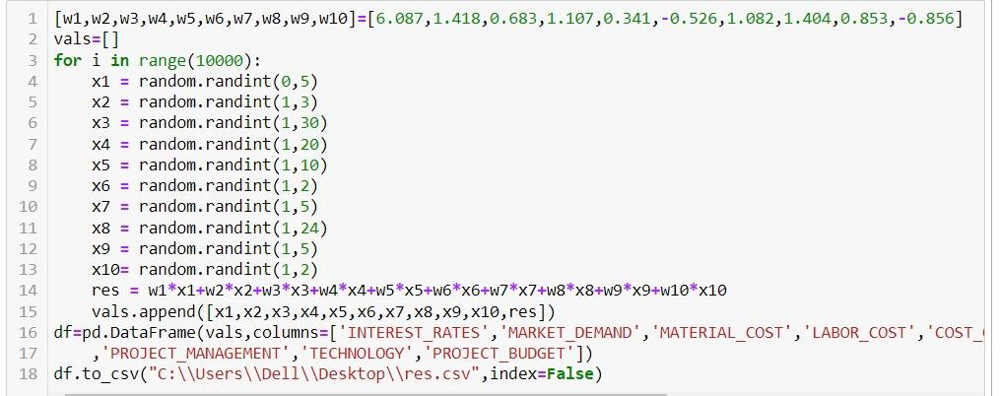 1 [w1,w2,w3,w4,w5,w6,w7,w8,w9,w10]=[6.087,1.418,0.683,1.107,0.341,-0.526,1.082,1.404,0.853,-0.856]
2 vals=[]
3 for i in range(10000):
4     x1 = random.randint(0,5)
5     x2 = random.randint(1,3)
6     x3 = random.randint(1,30)
7     x4 = random.randint(1,20)
8     x5 = random.randint(1,10)
9     x6 = random.randint(1,2)
10     x7 = random.randint(1,5)
11     x8 = random.randint(1,24)
12     x9 = random.randint(1,5)
13     x10= random.randint(1,2)
14     res = w1*x1+w2*x2+w3*x3+w4*x4+w5*x5+w6*x6+w7*x7+w8*x8+w9*x9+w10*x10
15     vals.append([x1,x2,x3,x4,x5,x6,x7,x8,x9,x10,res])
16 df=pd.DataFrame(vals,columns=['INTEREST_RATES','MARKET_DEMAND','MATERIAL_COST','LABOR_COST','COST_
17     ,'PROJECT_MANAGEMENT','TECHNOLOGY','PROJECT_BUDGET'])
18 df.to_csv("C:\\Users\\Dell\\Desktop\\res.csv",index=False)